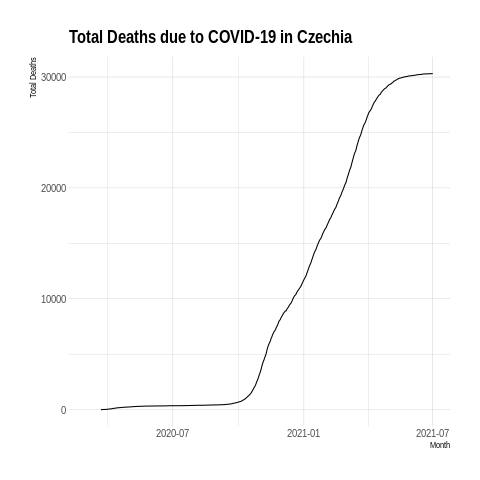 Total Deaths due to COVID-19 in Czechia
Total Deaths
30000
20000
10000
0
2020-07 2021-01 2021-07
Month